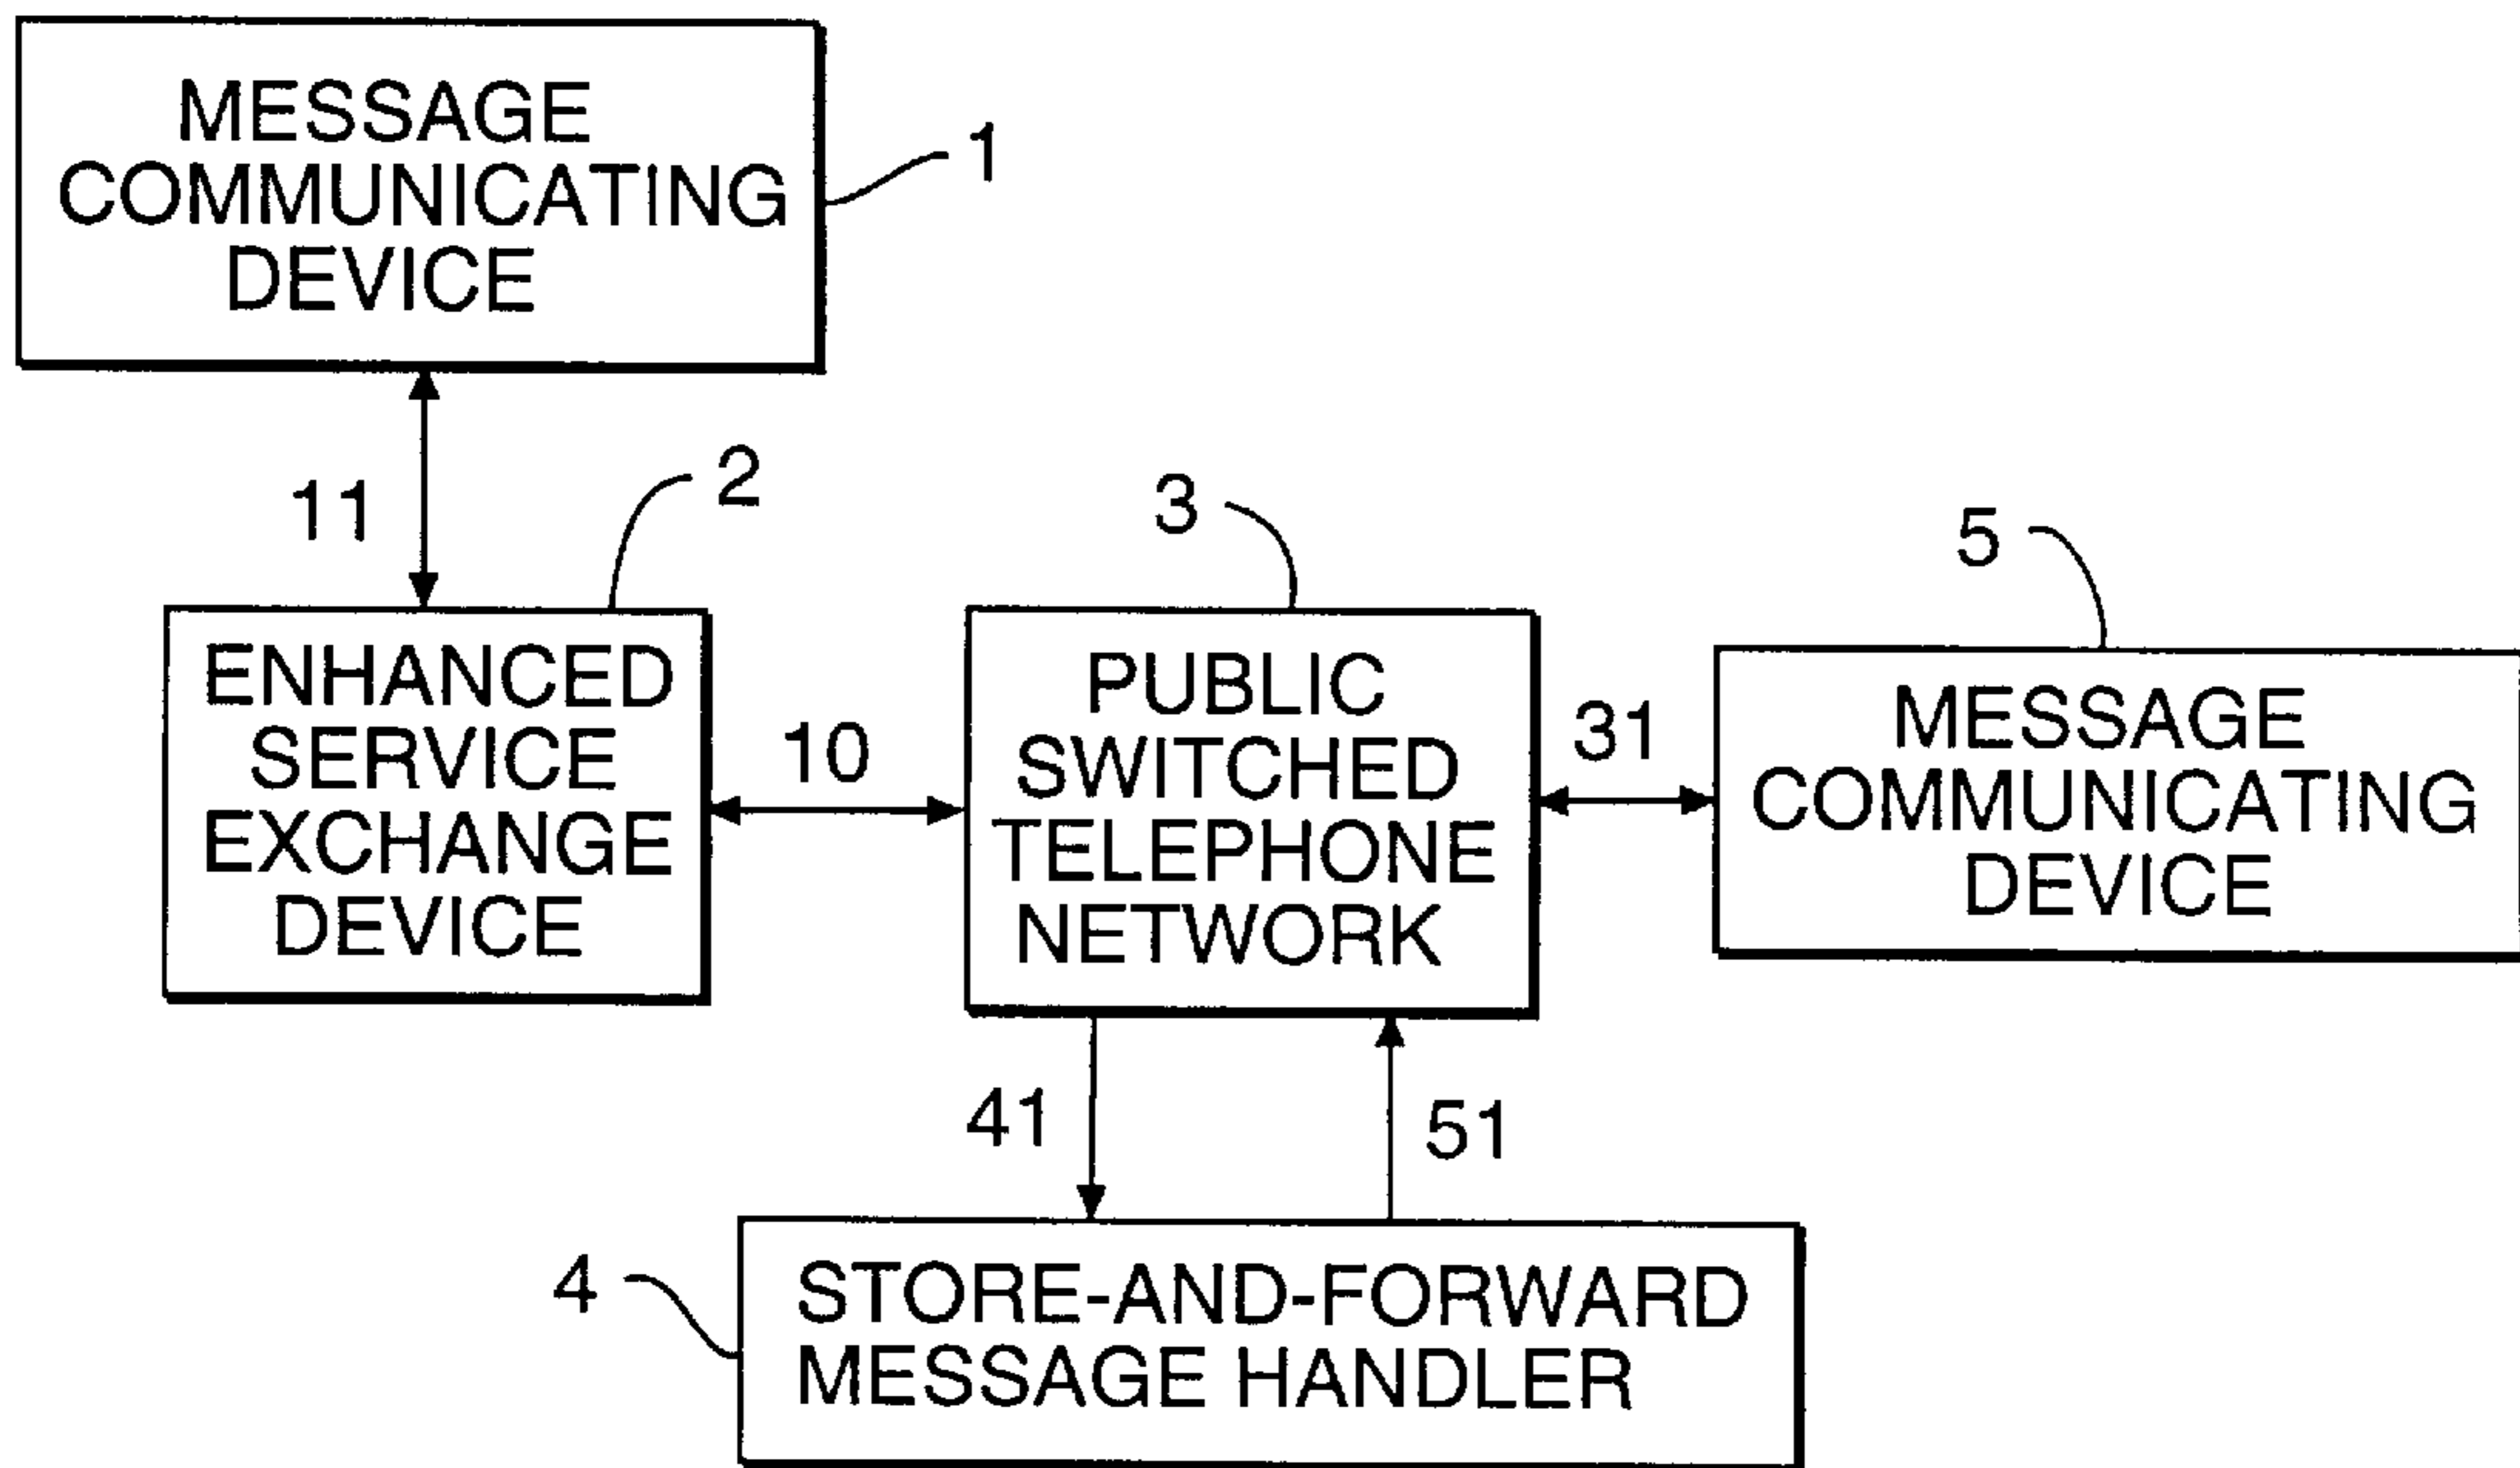 MESSAGE
COMMUNICATING
DEVICE
1
11
2
3
5
ENHANCED
SERVICE
EXCHANGE
DEVICE
10
PUBLIC
SWITCHED
TELEPHONE
NETWORK
31
MESSAGE
COMMUNICATING
DEVICE
41
51
4
STORE-AND-FORWARD
MESSAGE HANDLER